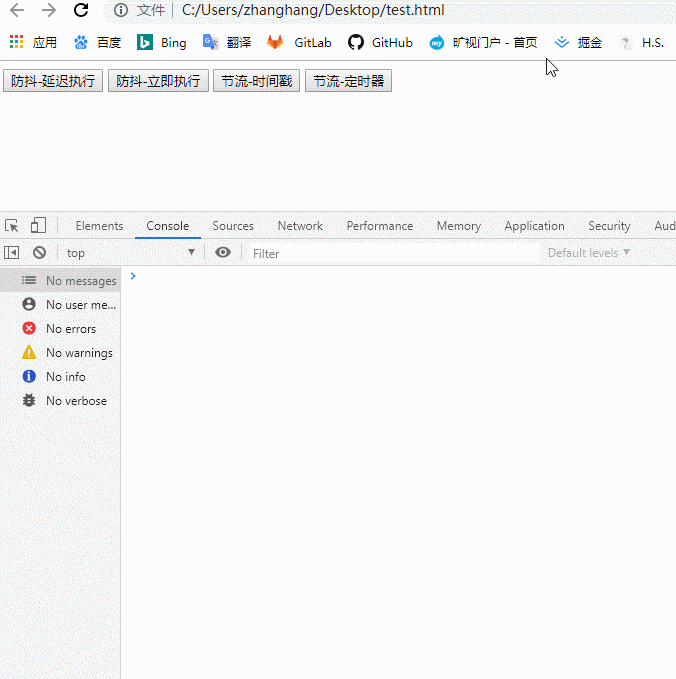 文件 C:/Users/zhanghang/Desktop/test.html
应用 百度 Bing 翻译 GitLab GitHub 旷视门户 - 首页 掘金 H.S.
防抖-延迟执行 防抖-立即执行 节流-时间戳 节流-定时器
Elements Console Sources Network Performance Memory Application Security Aud
top Filter Default levels
No messages
No user me...
No errors
No warnings
No info
No verbose